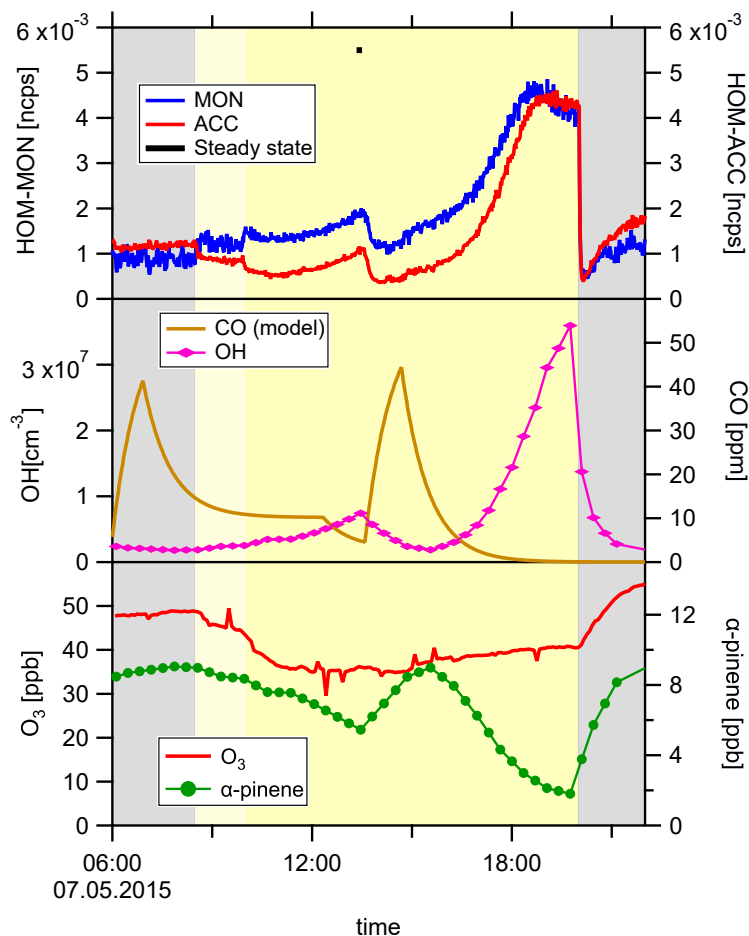 6 x10⁻³
5
4
3
2
1
0
HOM-MON [ncps]
MON
ACC
Steady state
6 x10⁻³
5
4
3
2
1
0
HOM-ACC [ncps]
3 x10⁷
2
1
0
OH[cm⁻³]
CO (model)
OH
50
40
30
20
10
0
CO [ppm]
50
40
30
20
10
0
O₃ [ppb]
O₃
α-pinene
12
8
4
0
α-pinene [ppb]
06:00
12:00
18:00
07.05.2015
time